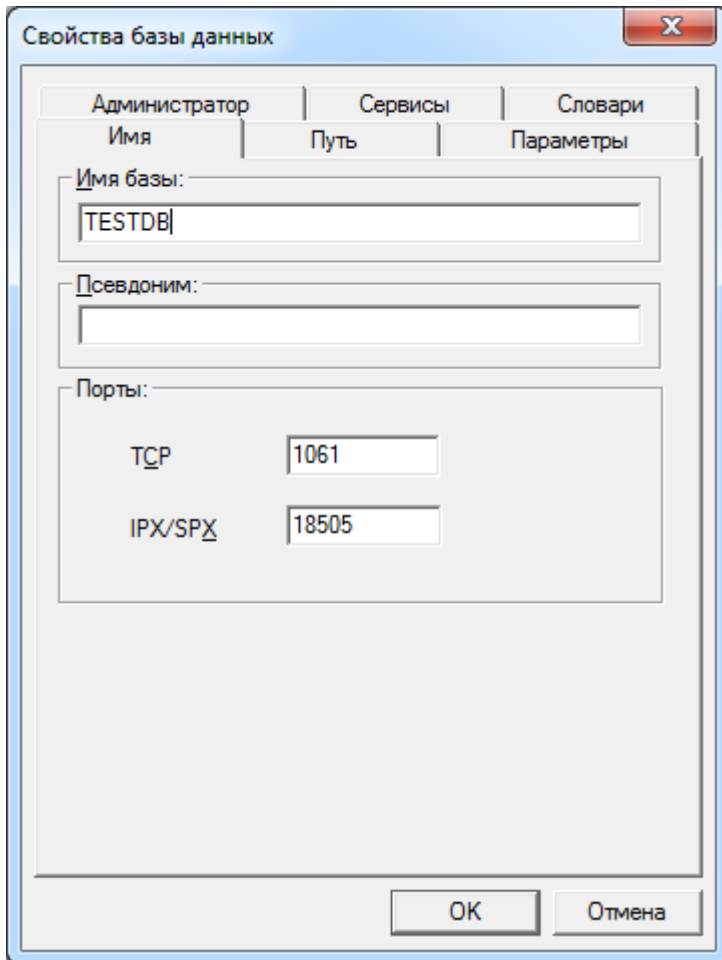 Свойства базы данных
Администратор Сервисы Словари
Имя Путь Параметры
Имя базы:
TESTDB
Псевдоним:
Порты:
TCP 1061
IPX/SPX 18505
OK Отмена